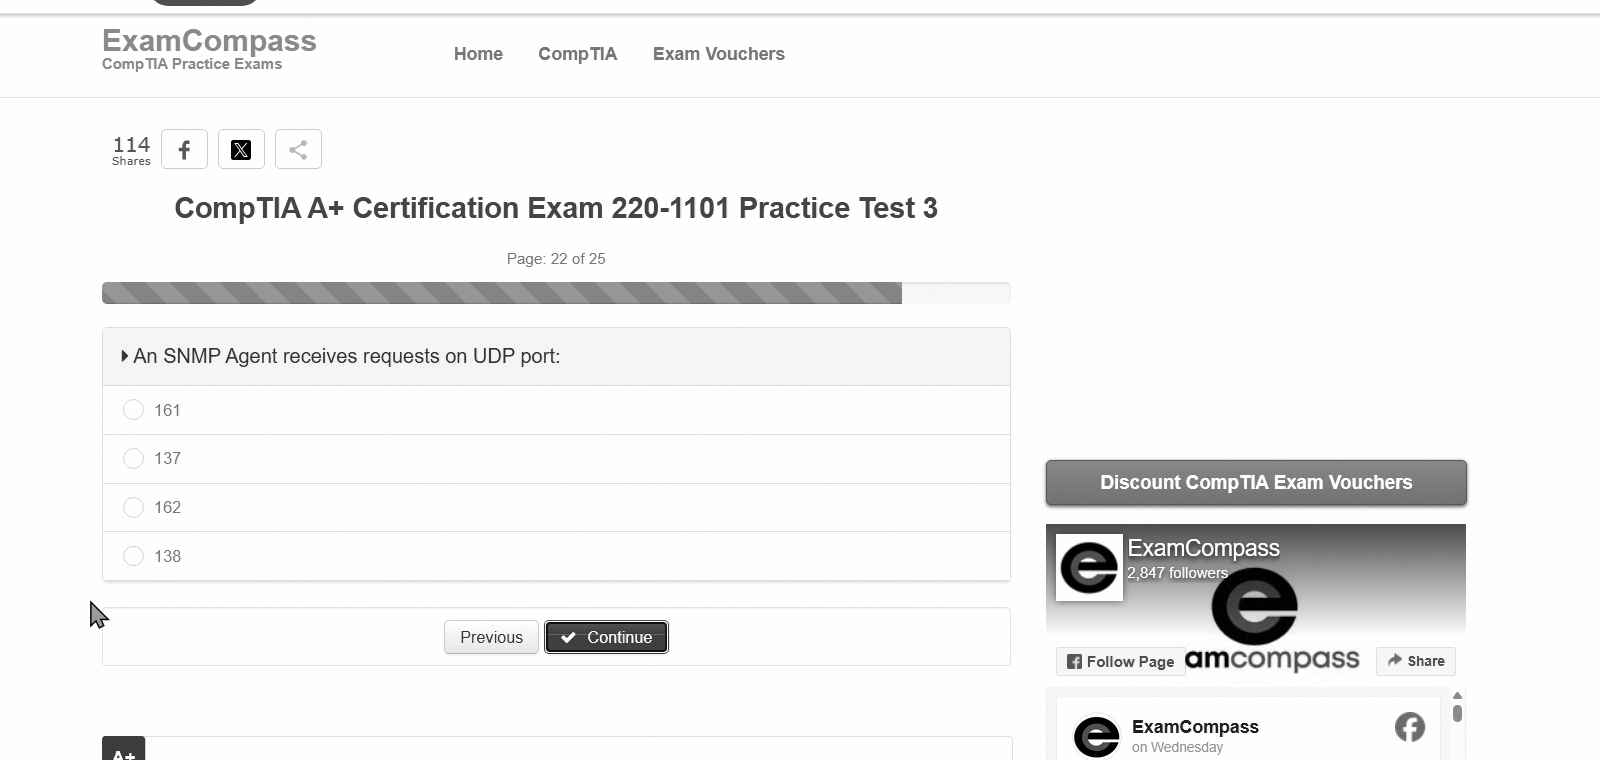 ExamCompass
CompTIA Practice Exams
Home
CompTIA
Exam Vouchers
114
Shares
CompTIA A+ Certification Exam 220-1101 Practice Test 3
Page: 22 of 25
An SNMP Agent receives requests on UDP port:
161
137
162
138
Previous
Continue
Discount CompTIA Exam Vouchers
ExamCompass
2,847 followers
Follow Page
amcompass
Share
ExamCompass
on Wednesday
A+